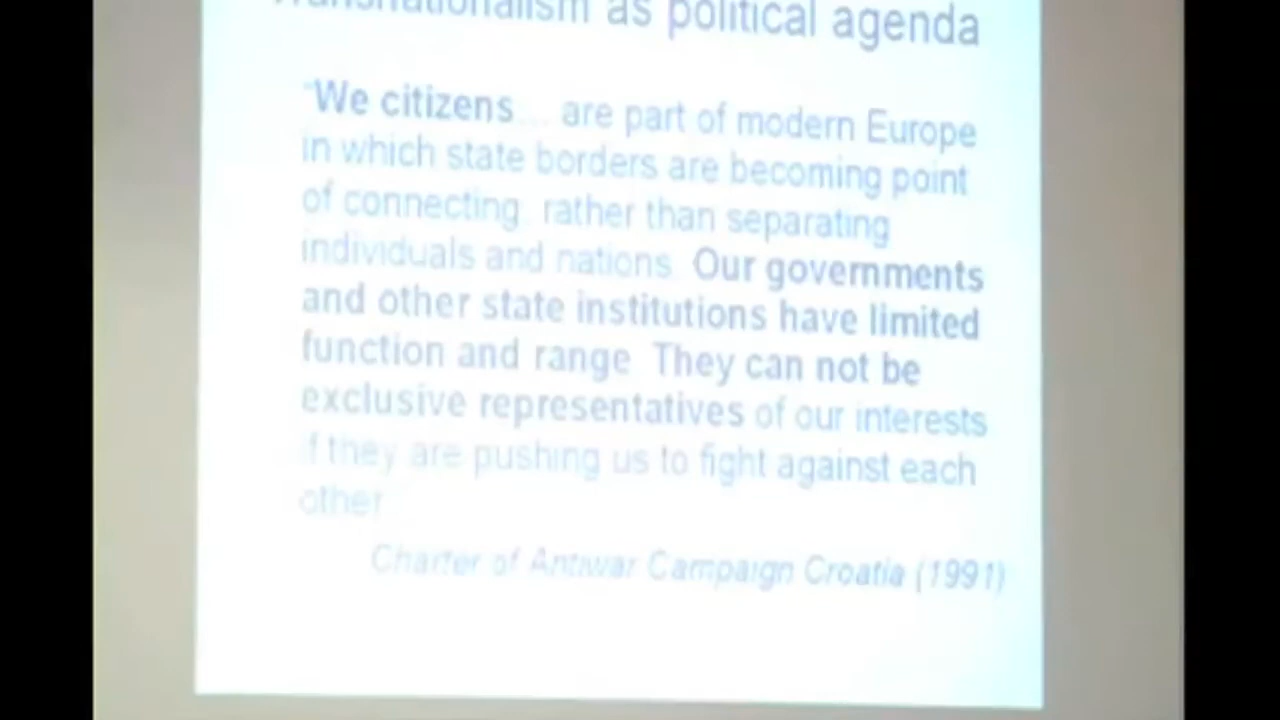 Transnationalism as political agenda
"We citizens ... are part of modern Europe
in which state borders are becoming point
of connecting rather than separating
individuals and nations. Our governments
and other state institutions have limited
function and range They can not be
exclusive representatives of our interests
if they are pushing us to fight against each
other
Charter of Antiwar Campaign Croatia (1991)